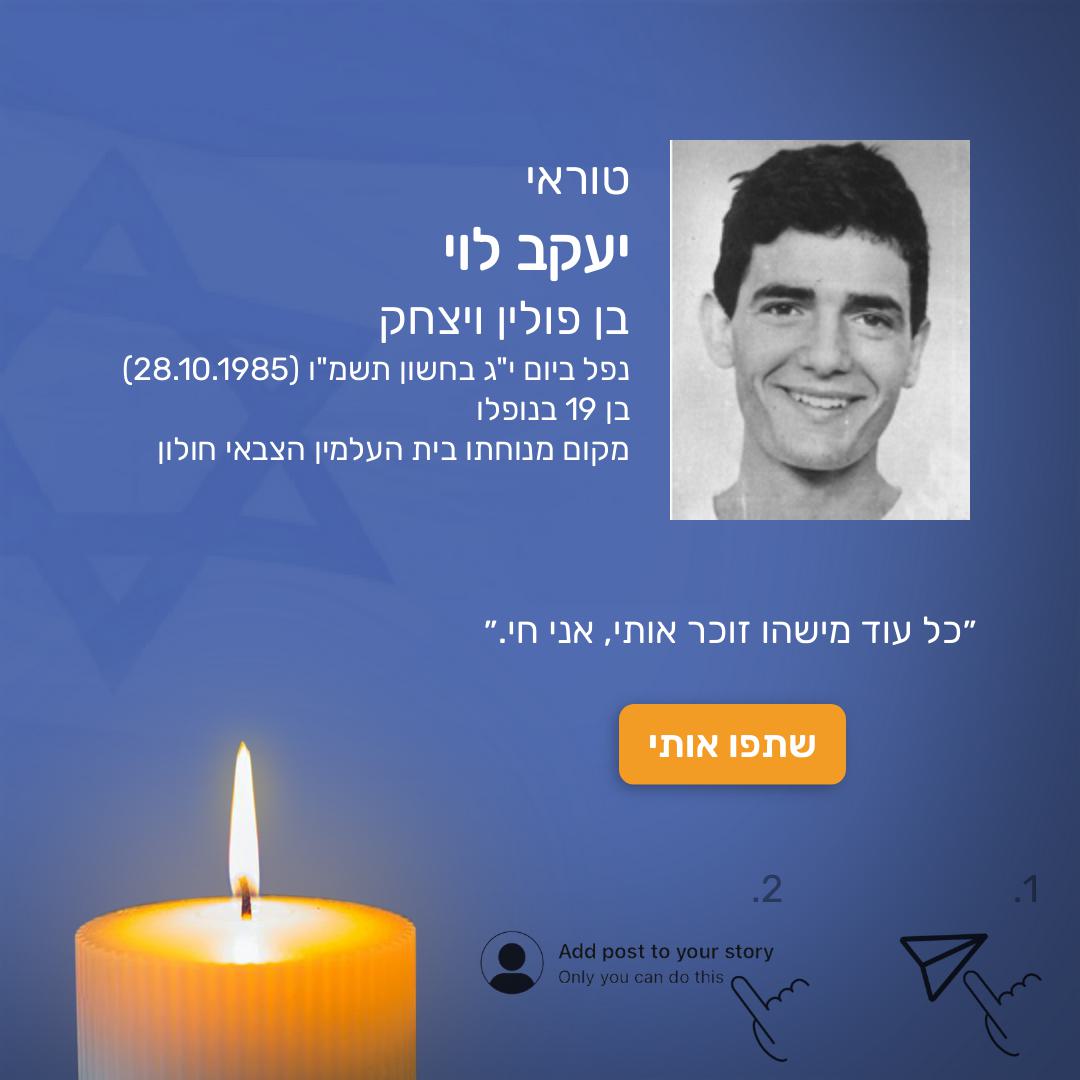 טוראי
יעקב לוי
בן פולין ויצחק
נפל ביום י"ג בחשון תשמ"ו (28.10.1985)
בן 19 בנופלו
מקום מנוחתו בית העלמין הצבאי חולון
״כל עוד מישהו זוכר אותי, אני חי.״
שתפו אותי
1.
2.
Add post to your story
Only you can do this